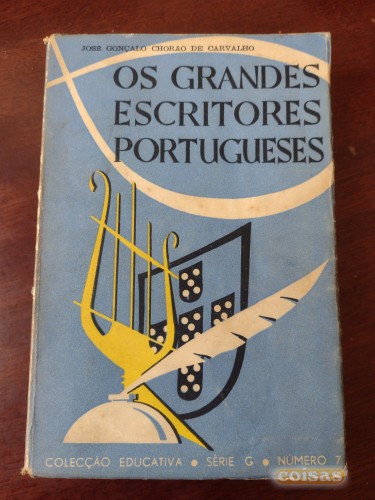 JOSÉ GONÇALO CHORÃO DE CARVALHO
OS GRANDES
ESCRITORES
PORTUGUESES
COLECÇÃO EDUCATIVA • SÉRIE G • NÚMERO 7
coisas